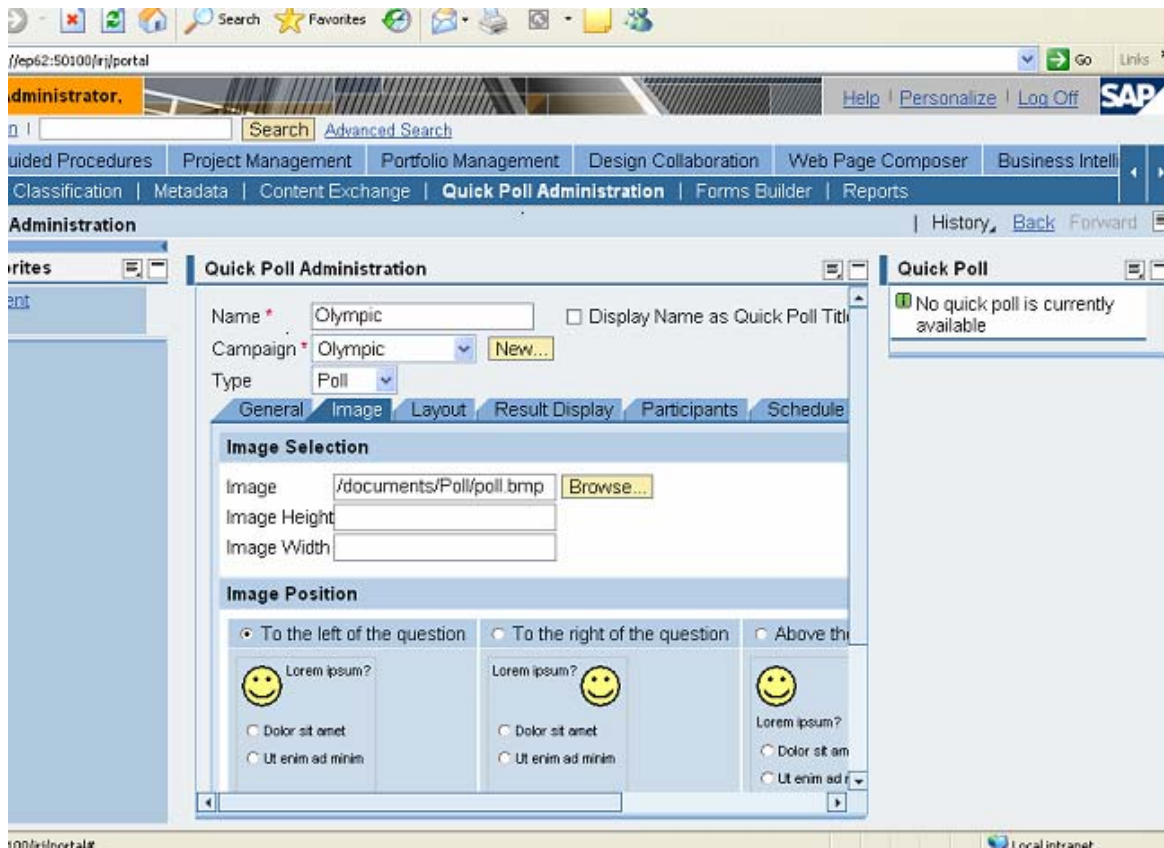 Search Favorites
//ep62:50100/irj/portal Go Links
Administrator, Help | Personalize | Log Off SAP
Search Advanced Search
uided Procedures Project Management Portfolio Management Design Collaboration Web Page Composer Business Intelli
Classification | Metadata | Content Exchange | Quick Poll Administration | Forms Builder | Reports
Administration | History Back Forward
rites Quick Poll Administration Quick Poll
ent
No quick poll is currently
available
Name * Olympic Display Name as Quick Poll Titl
Campaign * Olympic New...
Type Poll
General Image Layout Result Display Participants Schedule
Image Selection
Image /documents/Poll/poll.bmp Browse...
Image Height
Image Width
Image Position
To the left of the question To the right of the question Above th
Lorem ipsum? Lorem ipsum?
Lorem ipsum?
Dolor sit amet Dolor sit amet
Dolor sit am
Ut enim ad minim Ut enim ad minim
Ut enim ad r
100/irj/portal# Local intranet